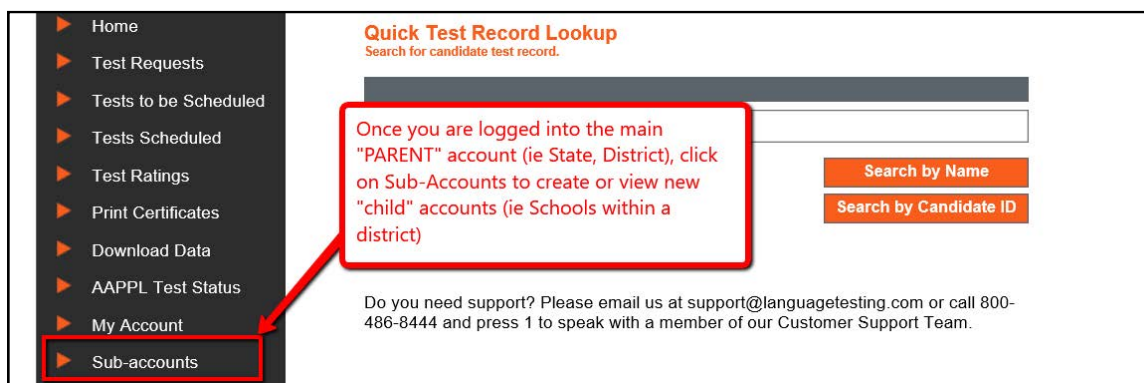 Home
Test Requests
Tests to be Scheduled
Tests Scheduled
Test Ratings
Print Certificates
Download Data
AAPPL Test Status
My Account
Sub-accounts
Quick Test Record Lookup
Search for candidate test record.
Once you are logged into the main
"PARENT" account (ie State, District), click
on Sub-Accounts to create or view new
"child" accounts (ie Schools within a
district)
Search by Name
Search by Candidate ID
Do you need support? Please email us at support@languagetesting.com or call 800-
486-8444 and press 1 to speak with a member of our Customer Support Team.